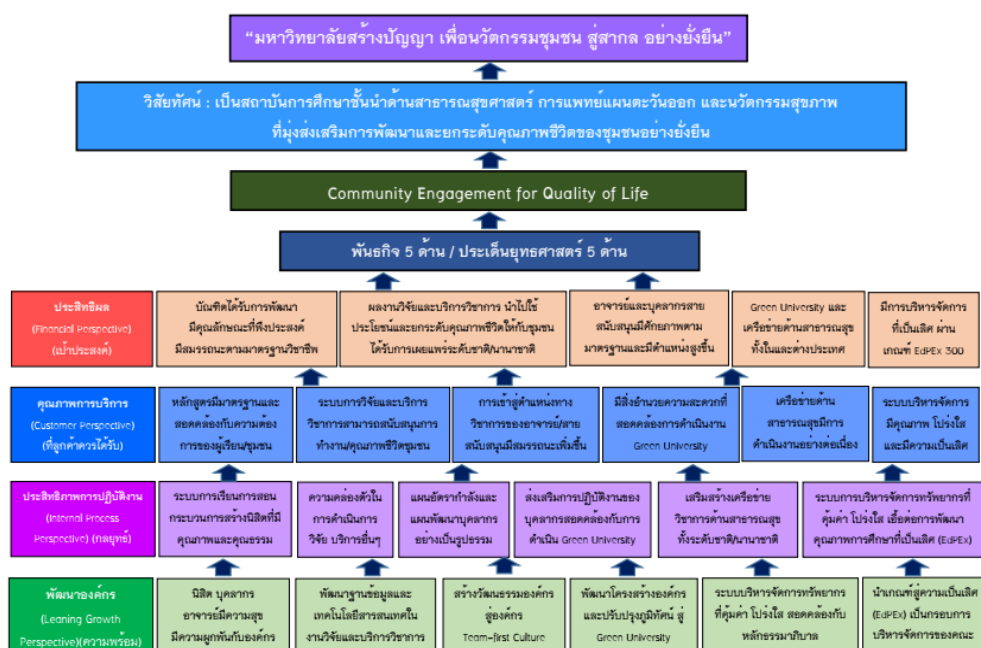 “มหาวิทยาลัยสร้างปัญญา เพื่อนวัตกรรมชุมชน สู่สากล อย่างยั่งยืน”
วิสัยทัศน์ : เป็นสถาบันการศึกษาชั้นนำด้านสาธารณสุขศาสตร์ การแพทย์แผนตะวันออก และนวัตกรรมสุขภาพ
ที่มุ่งส่งเสริมการพัฒนาและยกระดับคุณภาพชีวิตของชุมชนอย่างยั่งยืน
Community Engagement for Quality of Life
พันธกิจ 5 ด้าน / ประเด็นยุทธศาสตร์ 5 ด้าน
ประสิทธิผล
(Financial Perspective)
(เป้าประสงค์)
บัณฑิตได้รับการพัฒนา
มีคุณลักษณะที่พึงประสงค์
มีสมรรถนะตามมาตรฐานวิชาชีพ
ผลงานวิจัยและบริการวิชาการ นำไปใช้
ประโยชน์และยกระดับคุณภาพชีวิตให้กับชุมชน
ได้รับการเผยแพร่ระดับชาติ/นานาชาติ
อาจารย์และบุคลากรสาย
สนับสนุนมีศักยภาพตาม
มาตรฐานและมีตำแหน่งสูงขึ้น
Green University และ
เครือข่ายด้านสาธารณสุข
ทั้งในและต่างประเทศ
มีการบริหารจัดการ
ที่เป็นเลิศ ผ่าน
เกณฑ์ EdPEx 300
คุณภาพการบริการ
(Customer Perspective)
(ที่ลูกค้าควรได้รับ)
หลักสูตรมีมาตรฐานและ
สอดคล้องกับความต้อง
การของผู้เรียน/ชุมชน
ระบบการวิจัยและบริการ
วิชาการสามารถสนับสนุนการ
ทำงาน/คุณภาพชีวิตชุมชน
การเข้าสู่ตำแหน่งทาง
วิชาการของอาจารย์/สาย
สนับสนุนมีสมรรถนะเพิ่มขึ้น
มีสิ่งอำนวยความสะดวกที่
สอดคล้องการดำเนินงาน
Green University
เครือข่ายด้าน
สาธารณสุขมีการ
ดำเนินงานอย่างต่อเนื่อง
ระบบบริหารจัดการ
มีคุณภาพ โปร่งใส
และมีความเป็นเลิศ
ประสิทธิภาพการปฏิบัติงาน
(Internal Process
Perspective) (กลยุทธ์)
ระบบการเรียนการสอน
กระบวนการสร้างนิสิตที่มี
คุณภาพและคุณธรรม
ความคล่องตัวใน
การดำเนินการ
วิจัย บริการอื่นๆ
แผนอัตรากำลังและ
แผนพัฒนาบุคลากร
อย่างเป็นรูปธรรม
ส่งเสริมการปฏิบัติงานของ
บุคลากรสอดคล้องกับการ
ดำเนิน Green University
เสริมสร้างเครือข่าย
วิชาการด้านสาธารณสุข
ทั้งระดับชาติ/นานาชาติ
ระบบการบริหารจัดการทรัพยากรที่
คุ้มค่า โปร่งใส เอื้อต่อการพัฒนา
คุณภาพการศึกษาที่เป็นเลิศ (EdPEx)
พัฒนาองค์กร
(Leaning Growth
Perspective)(ความพร้อม)
นิสิต บุคลากร
อาจารย์มีความสุข
มีความผูกพันกับองค์กร
พัฒนาฐานข้อมูลและ
เทคโนโลยีสารสนเทศใน
งานวิจัยและบริการวิชาการ
สร้างวัฒนธรรมองค์กร
สู่องค์กร
Team-first Culture
พัฒนาโครงสร้างองค์กร
และปรับปรุงภูมิทัศน์ สู่
Green University
ระบบบริหารจัดการทรัพยากร
ที่คุ้มค่า โปร่งใส สอดคล้องกับ
หลักธรรมาภิบาล
นำเกณฑ์สู่ความเป็นเลิศ
(EdPEx) เป็นกรอบการ
บริหารจัดการของคณะ